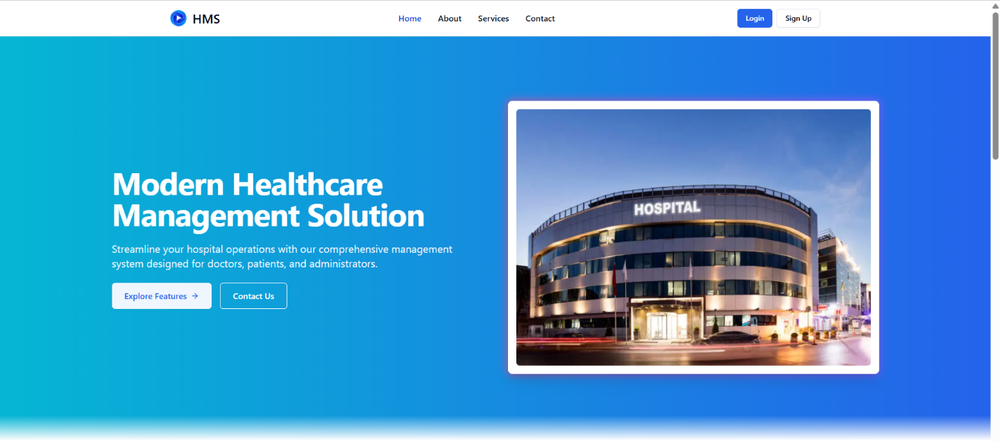 HMS
Home
About
Services
Contact
Login
Sign Up
Modern Healthcare
Management Solution
Streamline your hospital operations with our comprehensive management
system designed for doctors, patients, and administrators.
Explore Features →
Contact Us
HOSPITAL
H